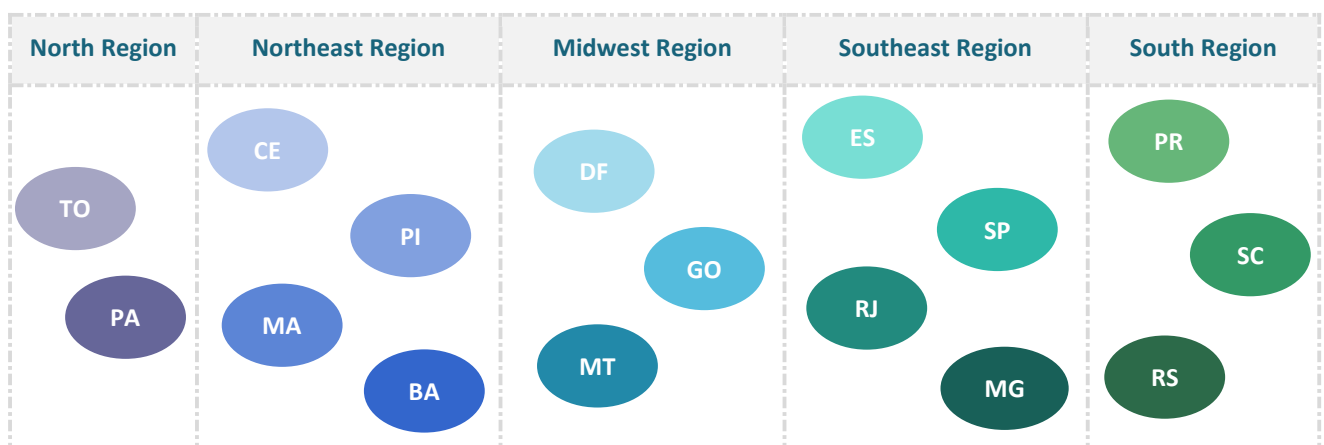 North Region
Northeast Region
Midwest Region
Southeast Region
South Region
TO
PA
CE
PI
MA
BA
DF
GO
MT
ES
SP
RJ
MG
PR
SC
RS